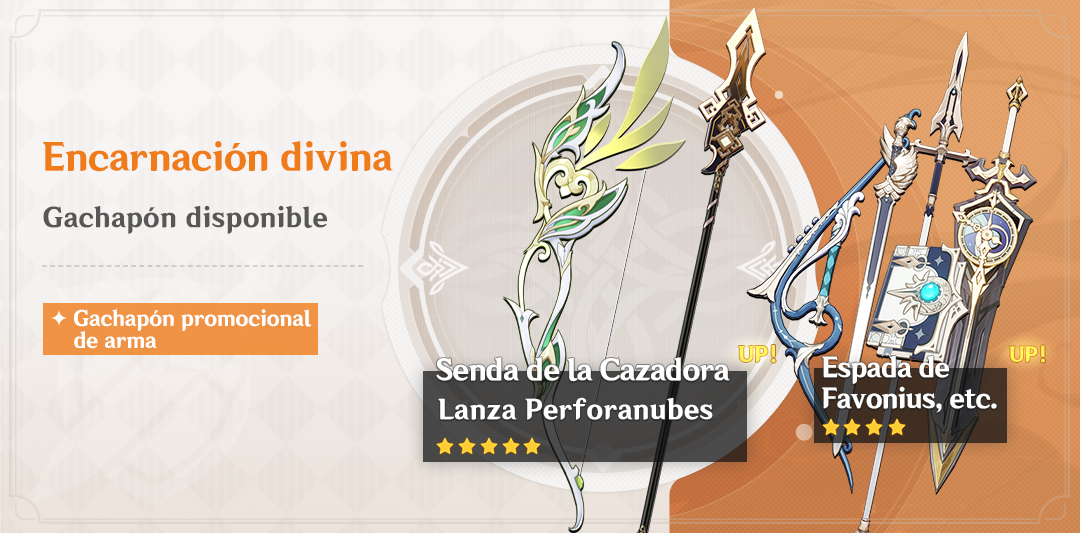 Encarnación divina
Gachapón disponible
Gachapón promocional
de arma
Senda de la Cazadora
Lanza Perforanubes
UP!
Espada de
Favonius, etc.
UP!